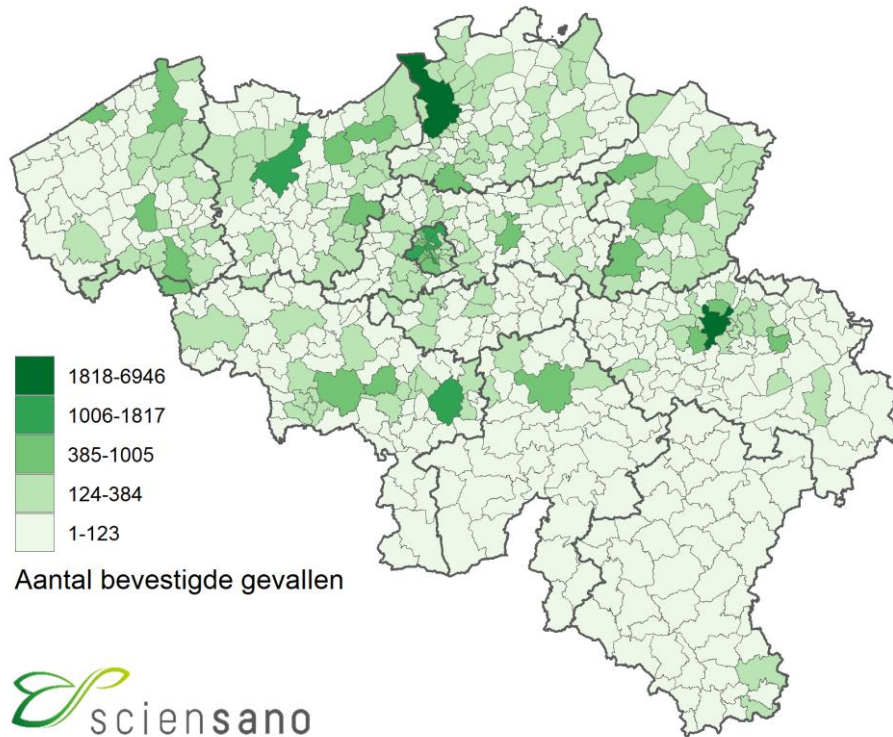 1818-6946
1006-1817
385-1005
124-384
1-123
Aantal bevestigde gevallen
sciensano